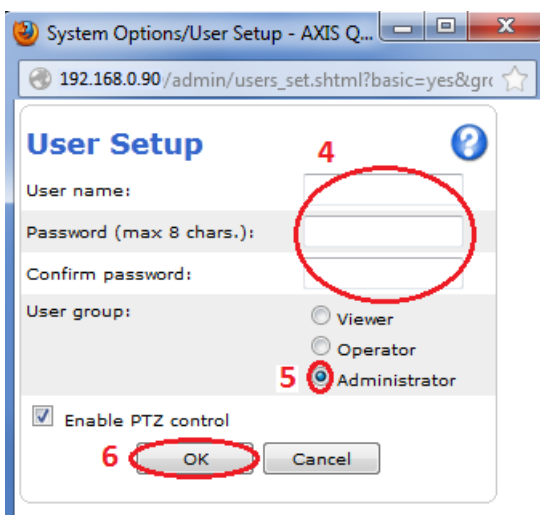 System Options/User Setup - AXIS Q...
192.168.0.90/admin/users_set.shtml?basic=yes&gr
User Setup
4
User name:
Password (max 8 chars.):
Confirm password:
User group:
Viewer
Operator
5 Administrator
Enable PTZ control
6 OK Cancel